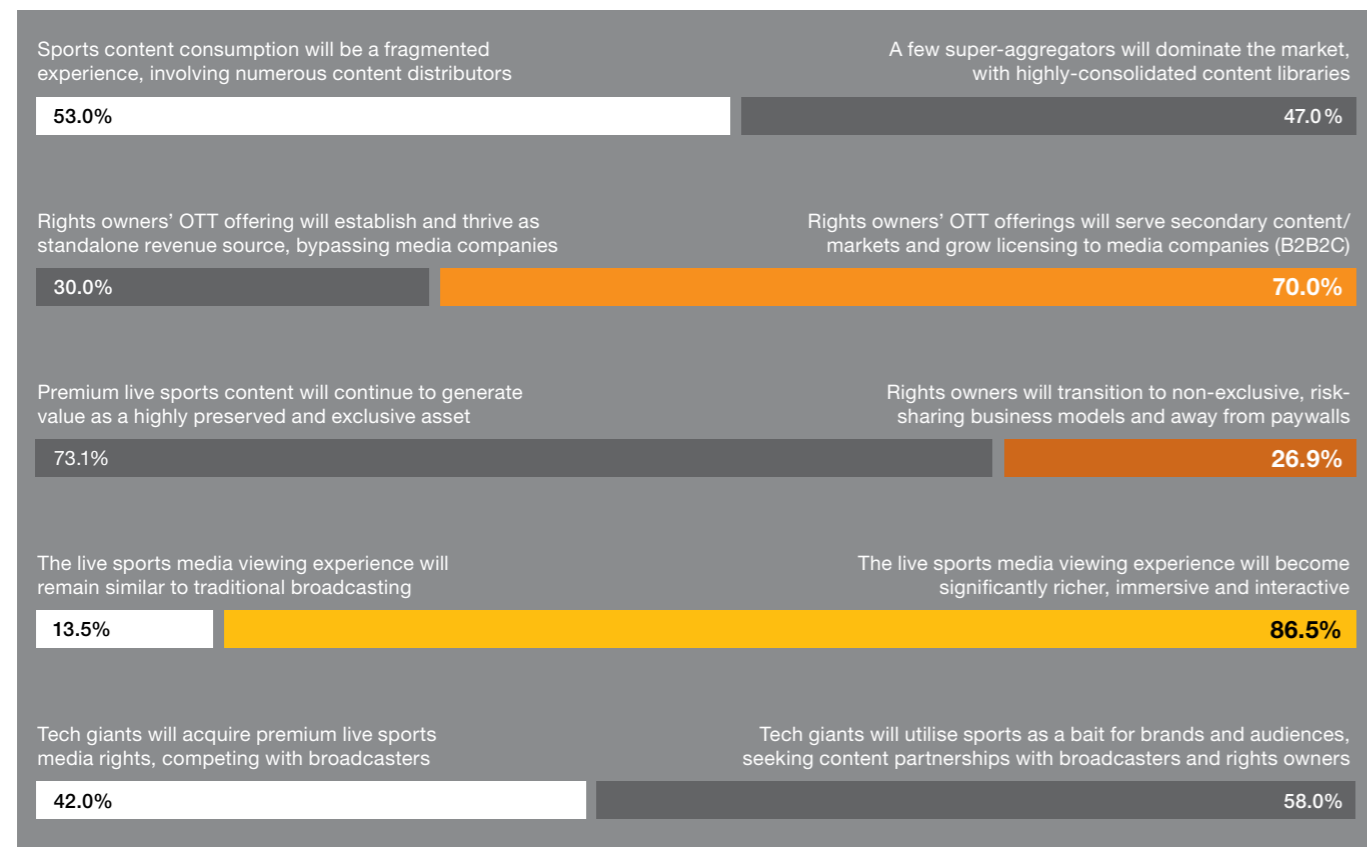 Sports content consumption will be a fragmented
experience, involving numerous content distributors
A few super-aggregators will dominate the market,
with highly-consolidated content libraries
53.0%
47.0%
Rights owners’ OTT offering will establish and thrive as
standalone revenue source, bypassing media companies
Rights owners’ OTT offerings will serve secondary content/
markets and grow licensing to media companies (B2B2C)
30.0%
70.0%
Premium live sports content will continue to generate
value as a highly preserved and exclusive asset
Rights owners will transition to non-exclusive, risk-
sharing business models and away from paywalls
73.1%
26.9%
The live sports media viewing experience will
remain similar to traditional broadcasting
The live sports media viewing experience will become
significantly richer, immersive and interactive
13.5%
86.5%
Tech giants will acquire premium live sports
media rights, competing with broadcasters
Tech giants will utilise sports as a bait for brands and audiences,
seeking content partnerships with broadcasters and rights owners
42.0%
58.0%